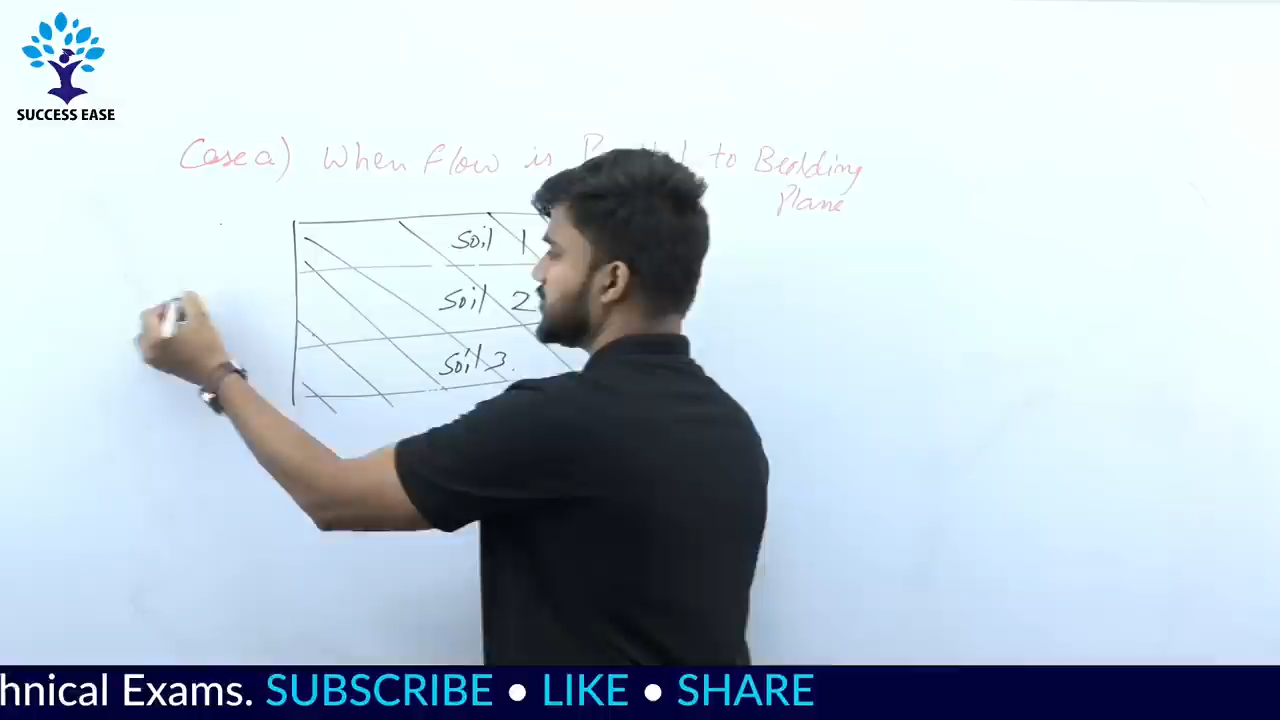 SUCCESS EASE
Case a) When flow is to Bedding
Plane
Soil 1
Soil 2
Soil 3.
hnical Exams. SUBSCRIBE • LIKE • SHARE